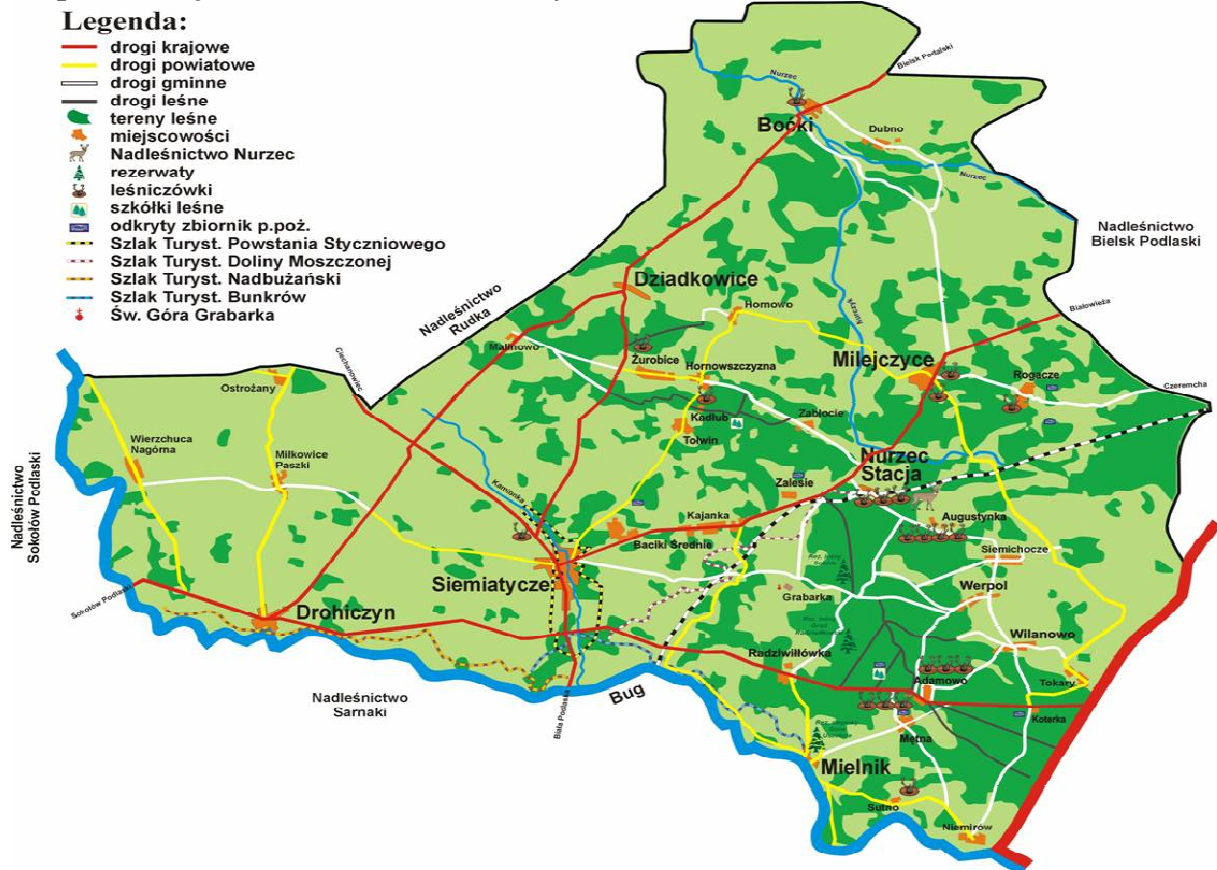 Legenda:
drogi krajowe
drogi powiatowe
drogi gminne
drogi leśne
tereny leśne
miejscowości
Nadleśnictwo Nurzec
rezerwaty
leśniczówki
szkółki leśne
odkryty zbiornik p.poż.
Szlak Turyst. Powstania Styczniowego
Szlak Turyst. Doliny Moszczonej
Szlak Turyst. Nadbużański
Szlak Turyst. Bunkrów
Św. Góra Grabarka
Bielsk Podlaski
Nurzec
Boćki
Dubno
Nurzec
Nadleśnictwo
Bielsk Podlaski
Dziadkowice
Nadleśnictwo
Rudka
Hornowo
Nurczyk
Białowieża
Malinowo
Ciechanowiec
Żurobice
Hornowszczyzna
Milejczyce
Rogacze
Czeremcha
Ostrożany
Kadłub
Zabłocie
Tołwin
Wierzchuca
Nagórna
Milkowice
Paszki
Nurzec
Stacja
Zalesie
Kamianka
Nadleśnictwo
Sokołów Podlaski
Kajanka
Augustynka
Baciki Średnie
Siemichocze
Siemiatycze
Werpol
Grabarka
Sokołów Podlaski
Drohiczyn
Wilanowo
Radziwiłłówka
Adamowo
Tokary
Nadleśnictwo
Sarnaki
Bug
Biała Podlaska
Koterka
Mętna
Mielnik
Sutno
Niemirów